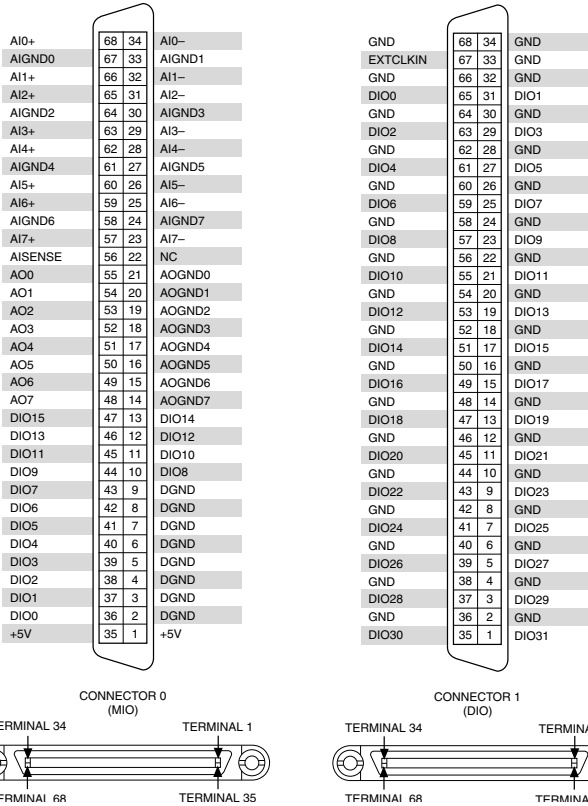 AI0+ 68 34 AI0–
AIGND0 67 33 AIGND1
AI1+ 66 32 AI1–
AI2+ 65 31 AI2–
AIGND2 64 30 AIGND3
AI3+ 63 29 AI3–
AI4+ 62 28 AI4–
AIGND4 61 27 AIGND5
AI5+ 60 26 AI5–
AI6+ 59 25 AI6–
AIGND6 58 24 AIGND7
AI7+ 57 23 AI7–
AISENSE 56 22 NC
AO0 55 21 AOGND0
AO1 54 20 AOGND1
AO2 53 19 AOGND2
AO3 52 18 AOGND3
AO4 51 17 AOGND4
AO5 50 16 AOGND5
AO6 49 15 AOGND6
AO7 48 14 AOGND7
DIO15 47 13 DIO14
DIO13 46 12 DIO12
DIO11 45 11 DIO10
DIO9 44 10 DIO8
DIO7 43 9 DGND
DIO6 42 8 DGND
DIO5 41 7 DGND
DIO4 40 6 DGND
DIO3 39 5 DGND
DIO2 38 4 DGND
DIO1 37 3 DGND
DIO0 36 2 DGND
+5V 35 1 +5V
CONNECTOR 0
(MIO)
ERMINAL 34 TERMINAL 1
ERMINAL 68 TERMINAL 35
GND 68 34 GND
EXTCLKIN 67 33 GND
GND 66 32 GND
DIO0 65 31 DIO1
GND 64 30 GND
DIO2 63 29 DIO3
GND 62 28 GND
DIO4 61 27 DIO5
GND 60 26 GND
DIO6 59 25 DIO7
GND 58 24 GND
DIO8 57 23 DIO9
GND 56 22 GND
DIO10 55 21 DIO11
GND 54 20 GND
DIO12 53 19 DIO13
GND 52 18 GND
DIO14 51 17 DIO15
GND 50 16 GND
DIO16 49 15 DIO17
GND 48 14 GND
DIO18 47 13 DIO19
GND 46 12 GND
DIO20 45 11 DIO21
GND 44 10 GND
DIO22 43 9 DIO23
GND 42 8 GND
DIO24 41 7 DIO25
GND 40 6 GND
DIO26 39 5 DIO27
GND 38 4 GND
DIO28 37 3 DIO29
GND 36 2 GND
DIO30 35 1 DIO31
CONNECTOR 1
(DIO)
TERMINAL 34 TERMINA
TERMINAL 68 TERMINA